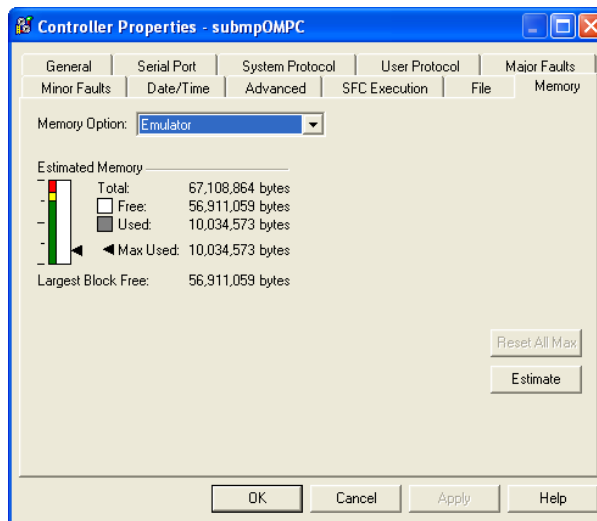 Controller Properties - submpOMPC
General Serial Port System Protocol User Protocol Major Faults
Minor Faults Date/Time Advanced SFC Execution File Memory
Memory Option: Emulator
Estimated Memory
Total: 67,108,864 bytes
Free: 56,911,059 bytes
Used: 10,034,573 bytes
Max Used: 10,034,573 bytes
Largest Block Free: 56,911,059 bytes
Reset All Max
Estimate
OK Cancel Apply Help